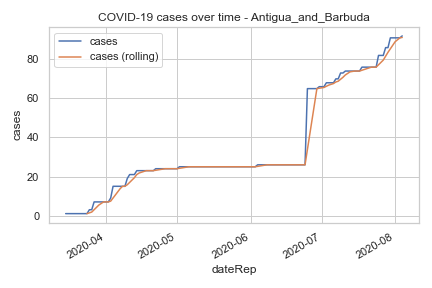 COVID-19 cases over time - Antigua_and_Barbuda
cases
cases (rolling)
80
60
40
20
0
cases
2020-04
2020-05
2020-06
2020-07
2020-08
dateRep